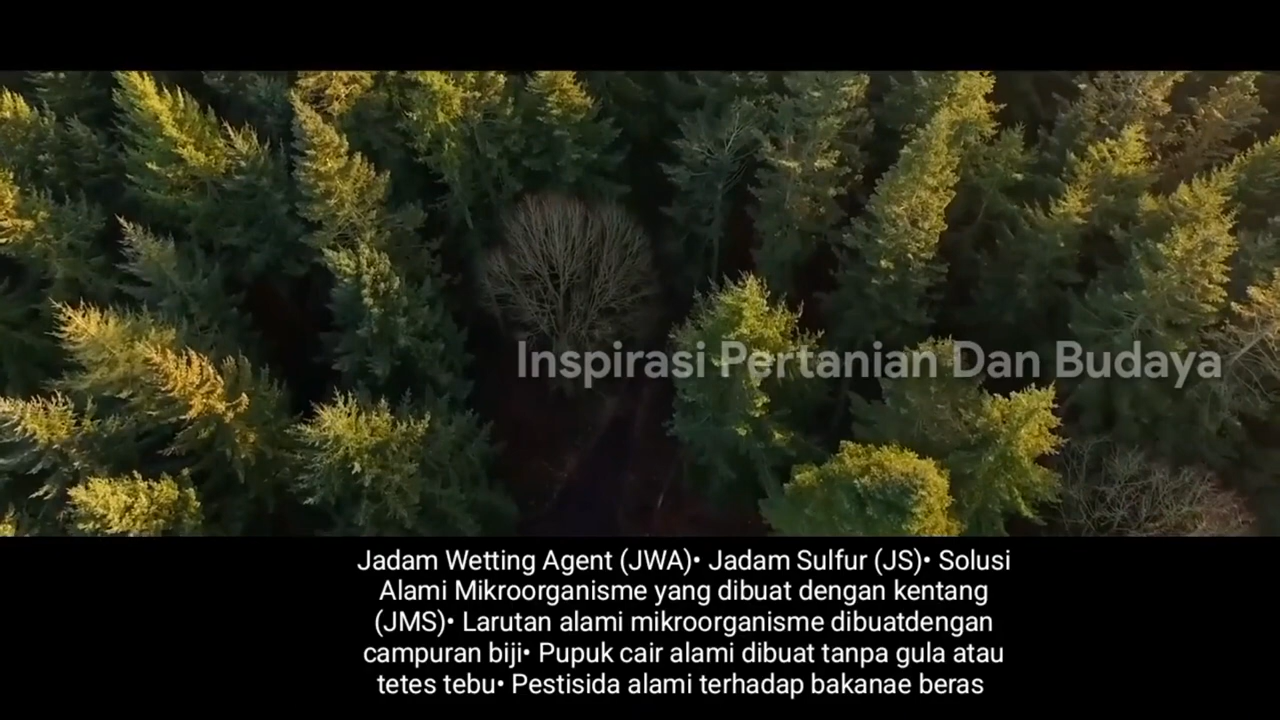 Inspirasi Pertanian Dan Budaya
Jadam Wetting Agent (JWA)• Jadam Sulfur (JS)• Solusi
Alami Mikroorganisme yang dibuat dengan kentang
(JMS)• Larutan alami mikroorganisme dibuatdengan
campuran biji• Pupuk cair alami dibuat tanpa gula atau
tetes tebu• Pestisida alami terhadap bakanae beras